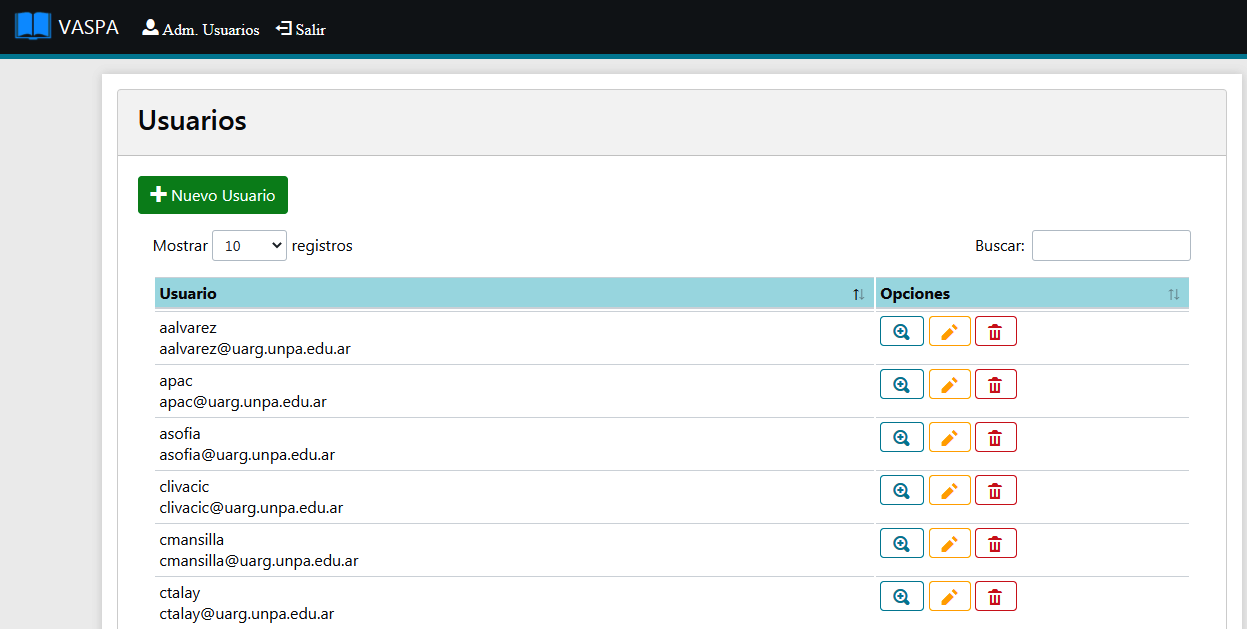 VASPA Adm. Usuarios Salir
Usuarios
Nuevo Usuario
Mostrar 10 registros Buscar:
Usuario Opciones
aalvarez
aalvarez@uarg.unpa.edu.ar
apac
apac@uarg.unpa.edu.ar
asofia
asofia@uarg.unpa.edu.ar
clivacic
clivacic@uarg.unpa.edu.ar
cmansilla
cmansilla@uarg.unpa.edu.ar
ctalay
ctalay@uarg.unpa.edu.ar